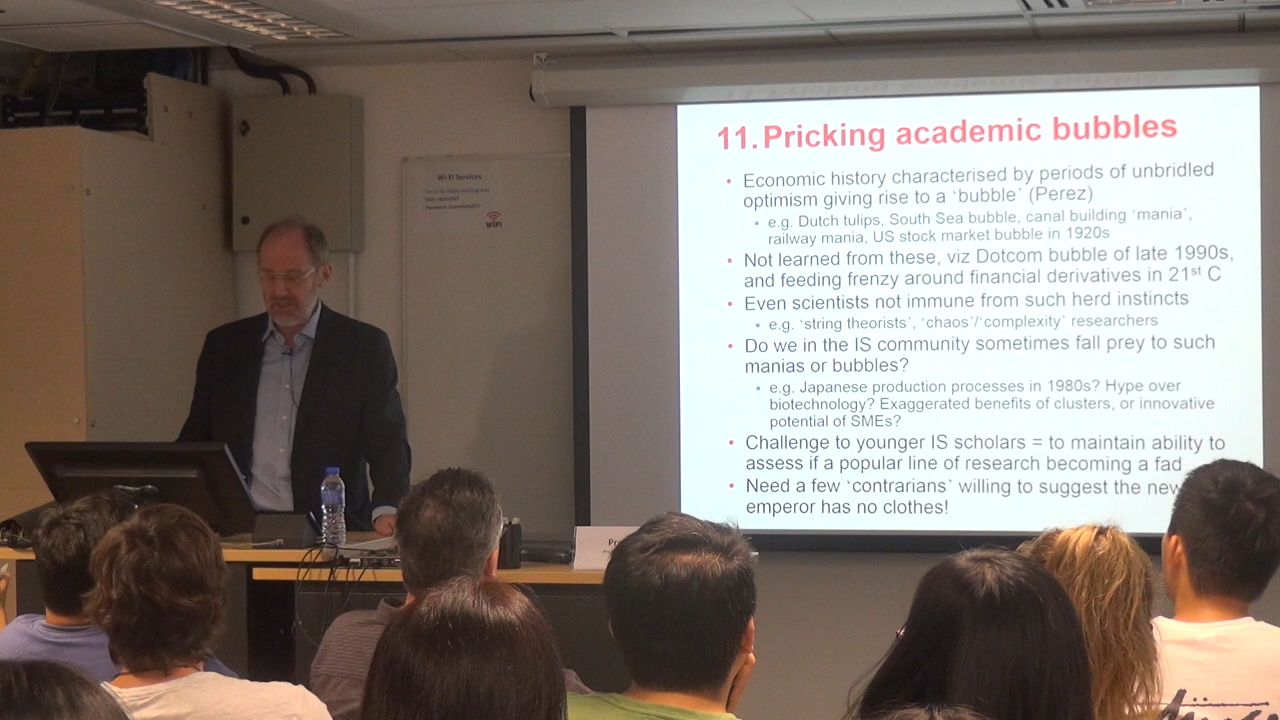 Wi-Fi Services
WiFi
11. Pricking academic bubbles
• Economic history characterised by periods of unbridled
optimism giving rise to a ‘bubble’ (Perez)
• e.g. Dutch tulips, South Sea bubble, canal building ‘mania’,
railway mania, US stock market bubble in 1920s
• Not learned from these, viz Dotcom bubble of late 1990s,
and feeding frenzy around financial derivatives in 21st C
• Even scientists not immune from such herd instincts
• e.g. ‘string theorists’, ‘chaos’/‘complexity’ researchers
• Do we in the IS community sometimes fall prey to such
manias or bubbles?
• e.g. Japanese production processes in 1980s? Hype over
biotechnology? Exaggerated benefits of clusters, or innovative
potential of SMEs?
• Challenge to younger IS scholars = to maintain ability to
assess if a popular line of research becoming a fad
• Need a few ‘contrarians’ willing to suggest the new
emperor has no clothes!